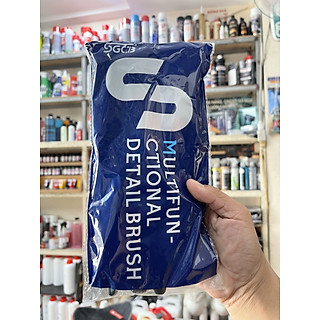 SGCB
MULTIFUN-
CTIONAL
DETAIL BRUSH